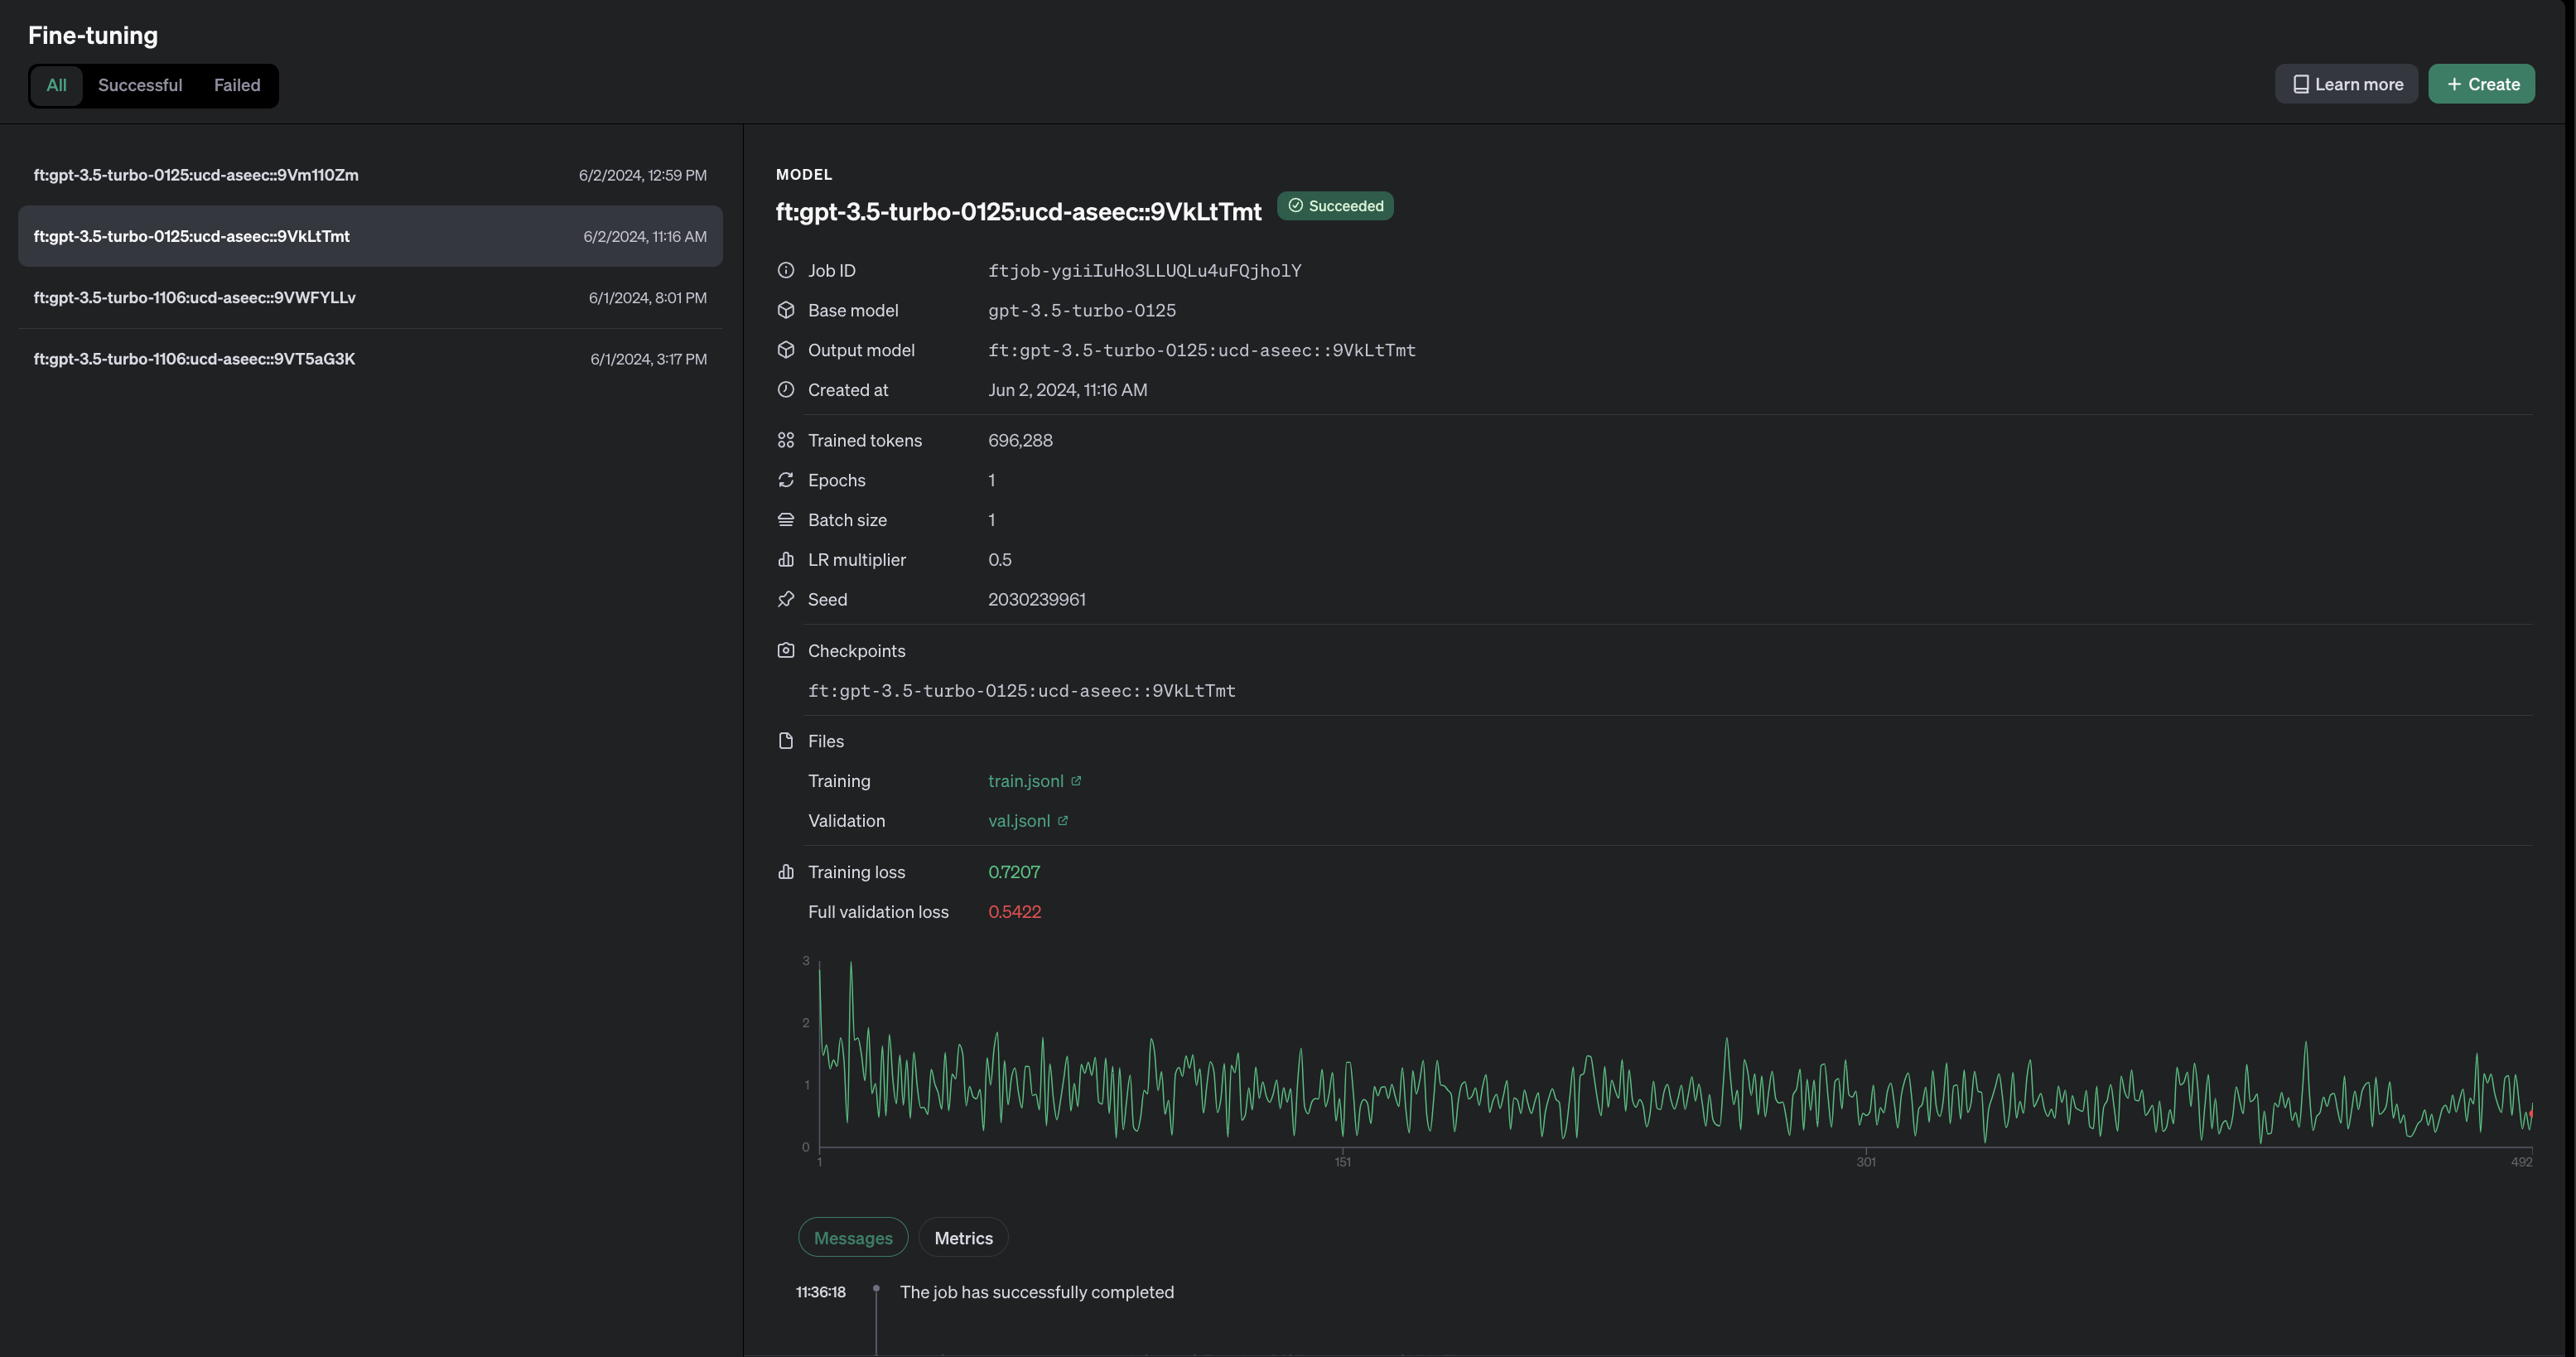 Fine-tuning
All Successful Failed
Learn more
+ Create
ft:gpt-3.5-turbo-0125:ucd-aseec::9Vm110Zm 6/2/2024, 12:59 PM
ft:gpt-3.5-turbo-0125:ucd-aseec::9VkLtTmt 6/2/2024, 11:16 AM
ft:gpt-3.5-turbo-1106:ucd-aseec::9VWFYLLv 6/1/2024, 8:01 PM
ft:gpt-3.5-turbo-1106:ucd-aseec::9VT5aG3K 6/1/2024, 3:17 PM
MODEL
ft:gpt-3.5-turbo-0125:ucd-aseec::9VkLtTmt Succeeded
Job ID ftjob-ygiiIuHo3LLUQLu4uFQjholY
Base model gpt-3.5-turbo-0125
Output model ft:gpt-3.5-turbo-0125:ucd-aseec::9VkLtTmt
Created at Jun 2, 2024, 11:16 AM
Trained tokens 696,288
Epochs 1
Batch size 1
LR multiplier 0.5
Seed 2030239961
Checkpoints
ft:gpt-3.5-turbo-0125:ucd-aseec::9VkLtTmt
Files
Training train.jsonl
Validation val.jsonl
Training loss 0.7207
Full validation loss 0.5422
3
2
1
0
1 151 301 492
Messages Metrics
11:36:18 The job has successfully completed